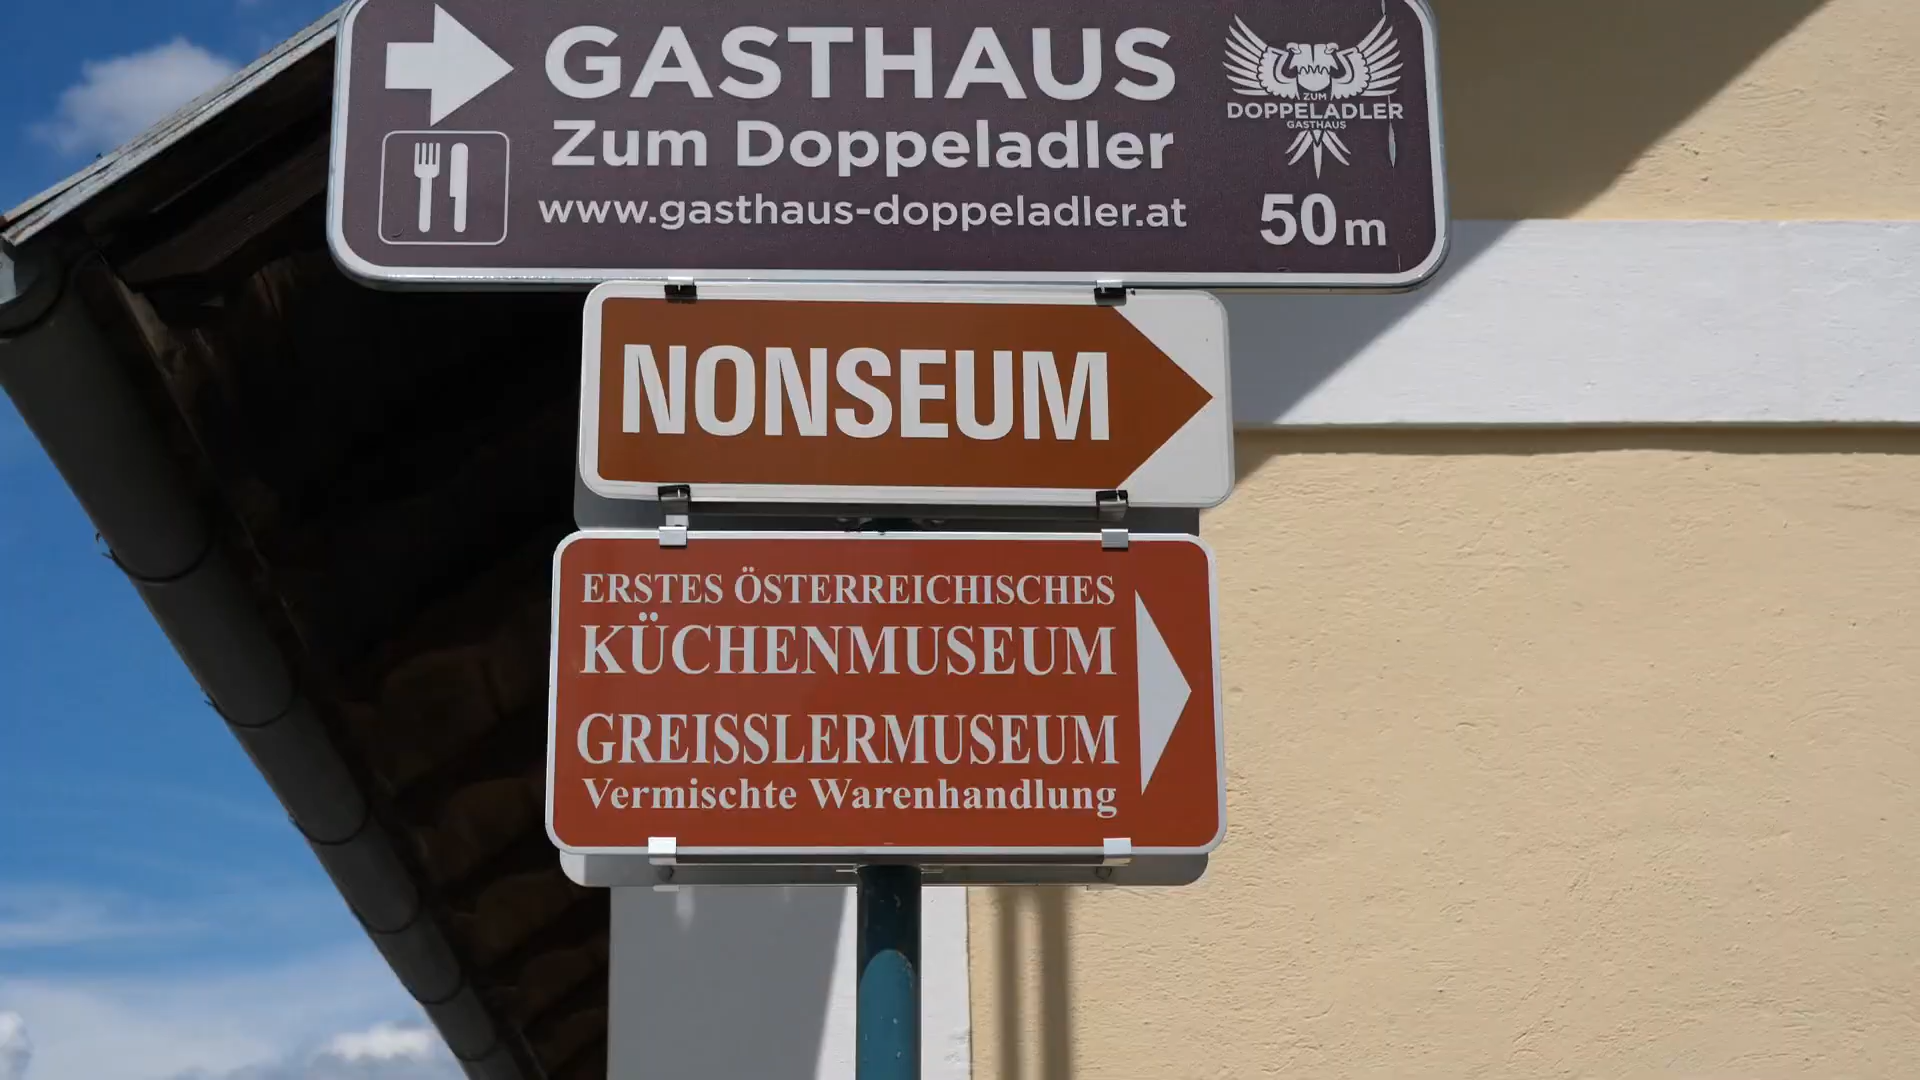 GASTHAUS
Zum Doppeladler
www.gasthaus-doppeladler.at
ZUM
DOPPELADLER
GASTHAUS
50m
NONSEUM
ERSTES ÖSTERREICHISCHES
KÜCHENMUSEUM
GREISSLERMUSEUM
Vermischte Warenhandlung